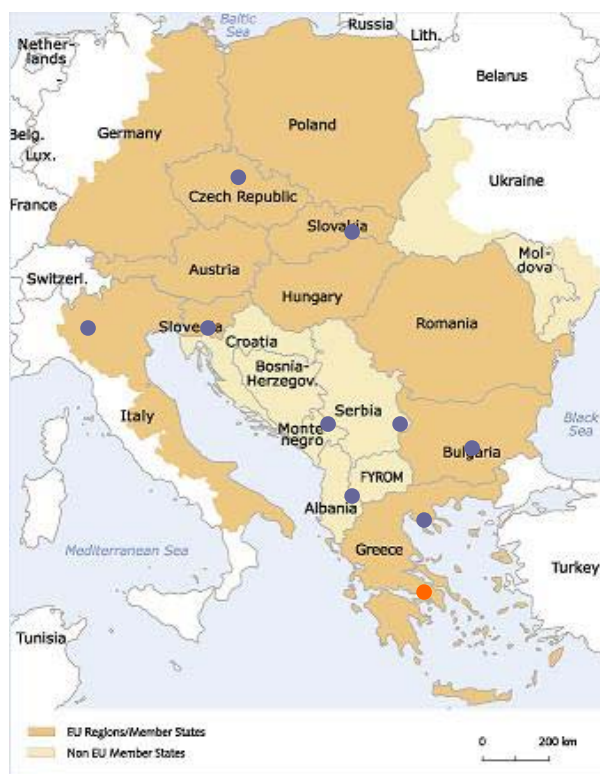 Baltic
Sea
Russia
Lith.
Nether-
lands
Belarus
Germany
Poland
Belg.
Lux.
Ukraine
Czech Republic
France
Slovakia
Mol-
dova
Austria
Switzerl.
Hungary
Romania
Slovenia
Croatia
Bosnia-
Herzegov.
Serbia
Italy
Black
Sea
Monte
negro
Bulgaria
FYROM
Albania
Mediterranean Sea
Greece
Turkey
Tunisia
EU Regions/Member States
Non EU Member States
0 200 km